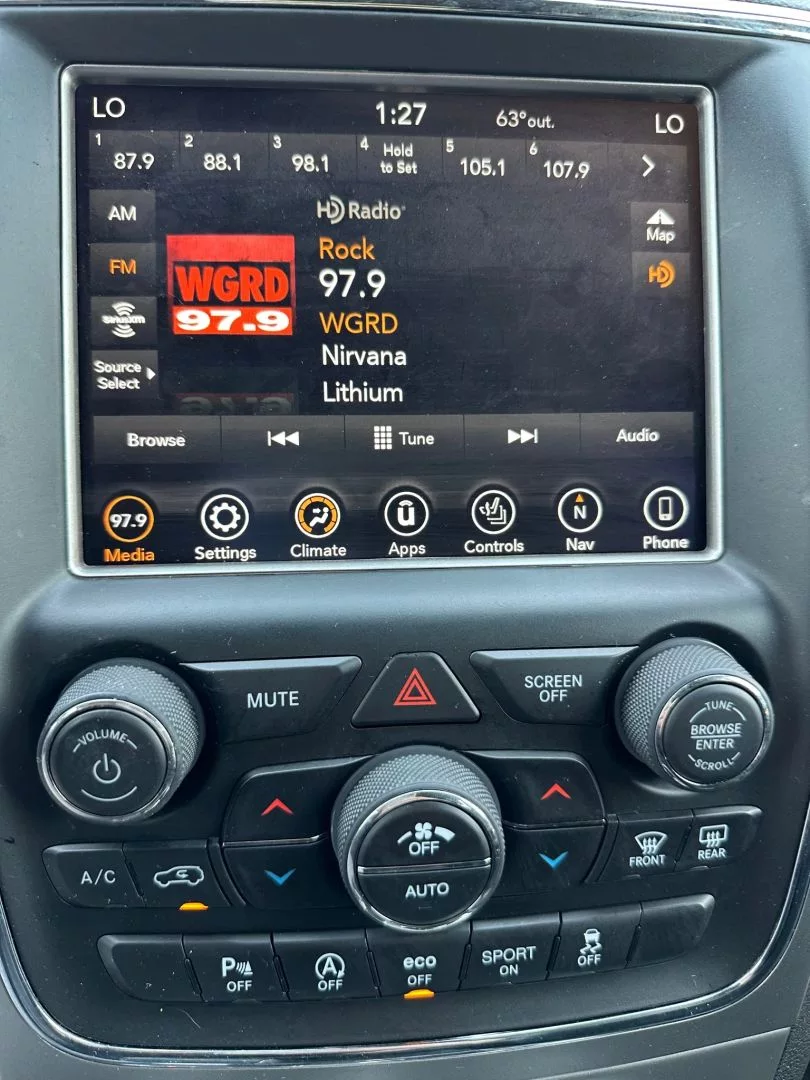 LO 1:27 63°out. LO
1 87.9 2 88.1 3 98.1 4 Hold to Set 5 105.1 6 107.9
HD Radio
AM
FM
SiriusXM
Source
Select
WGRD
97.9
Rock
97.9
WGRD
Nirvana
Lithium
Map
HD
Browse Tune Audio
97.9 û N
Media Settings Climate Apps Controls Nav Phone
MUTE
SCREEN
OFF
VOLUME
TUNE
BROWSE
ENTER
SCROLL
OFF
AUTO
A/C
FRONT
REAR
P OFF
A OFF
eco
OFF
SPORT
ON
OFF